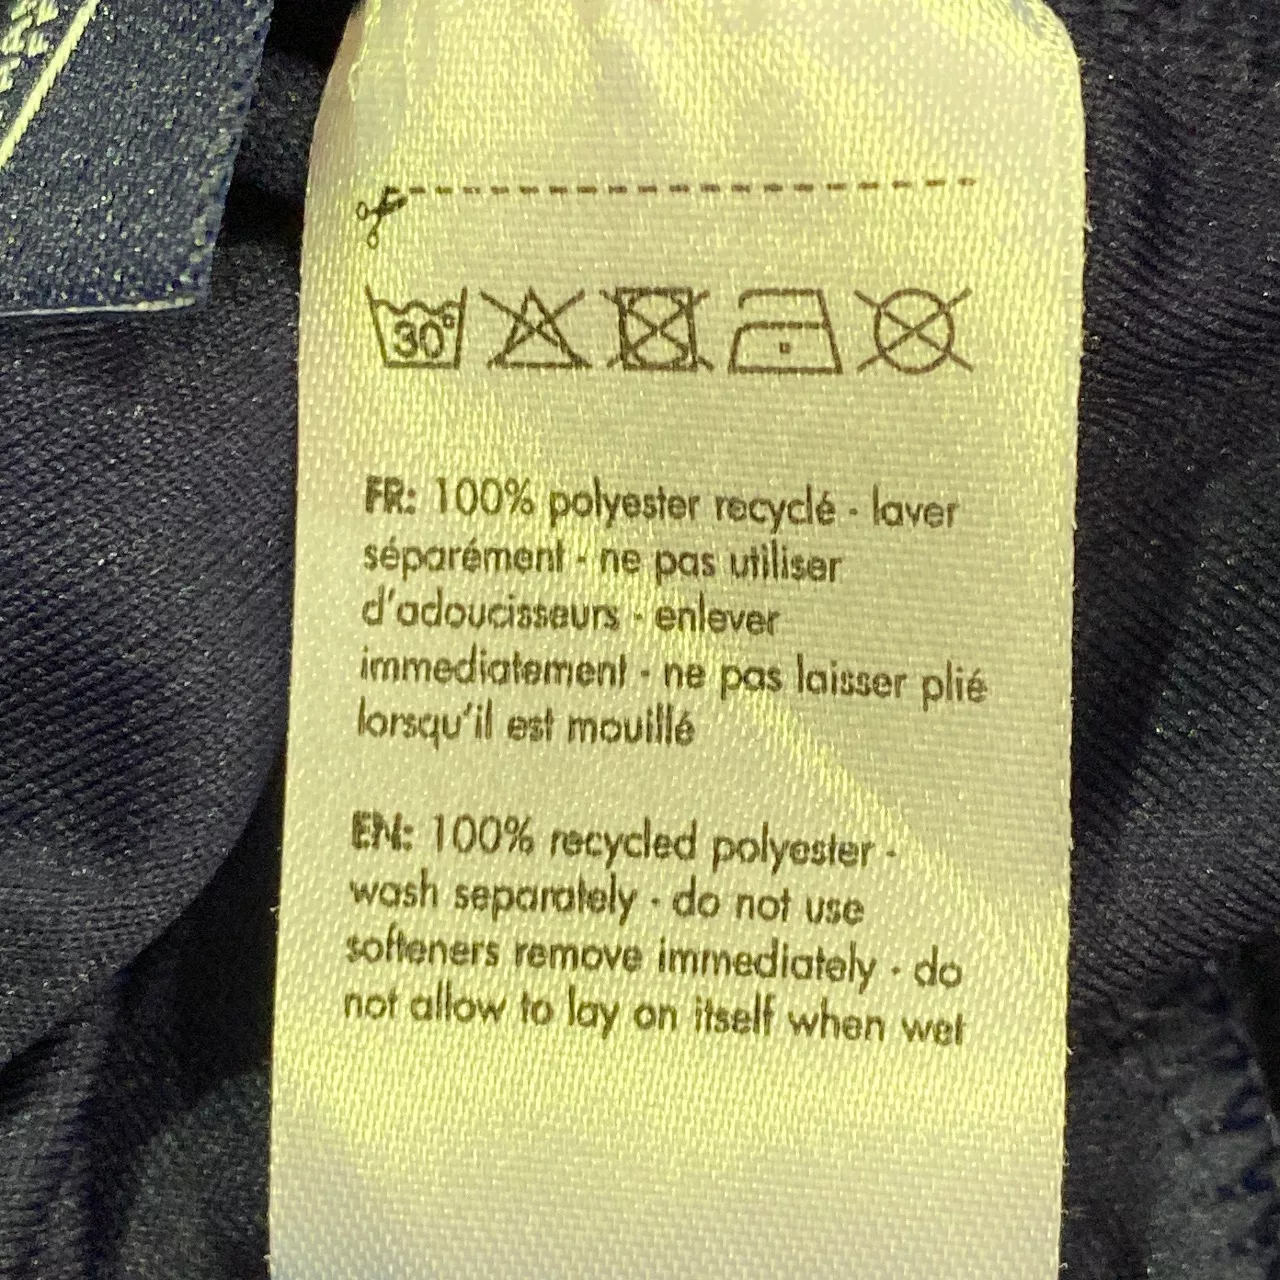 30°
FR: 100% polyester recyclé - laver
séparément - ne pas utiliser
d'adoucisseurs - enlever
immediatement - ne pas laisser plié
lorsqu'il est mouillé
EN: 100% recycled polyester -
wash separately - do not use
softeners remove immediately - do
not allow to lay on itself when wet